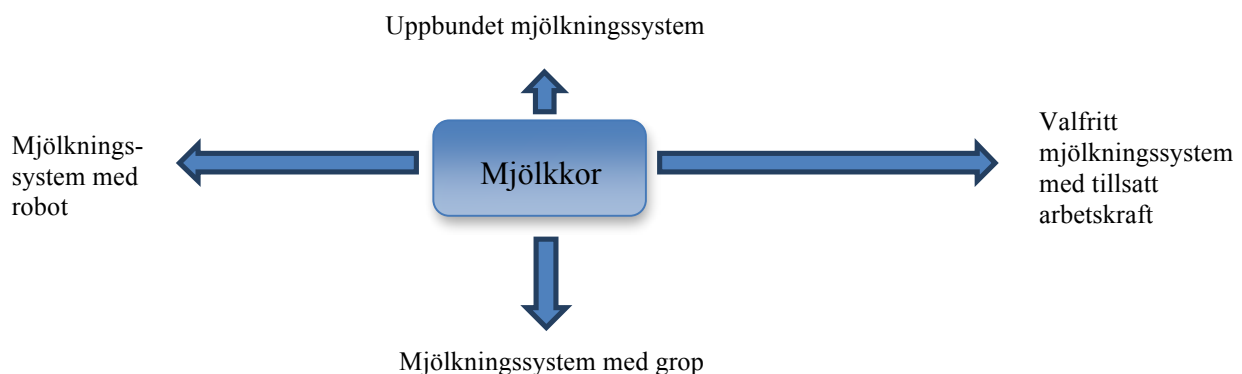 Uppbundet mjölkningssystem
Mjölknings-
system med
robot
Mjölkkor
Valfritt
mjölkningssystem
med tillsatt
arbetskraft
Mjölkningssystem med grop